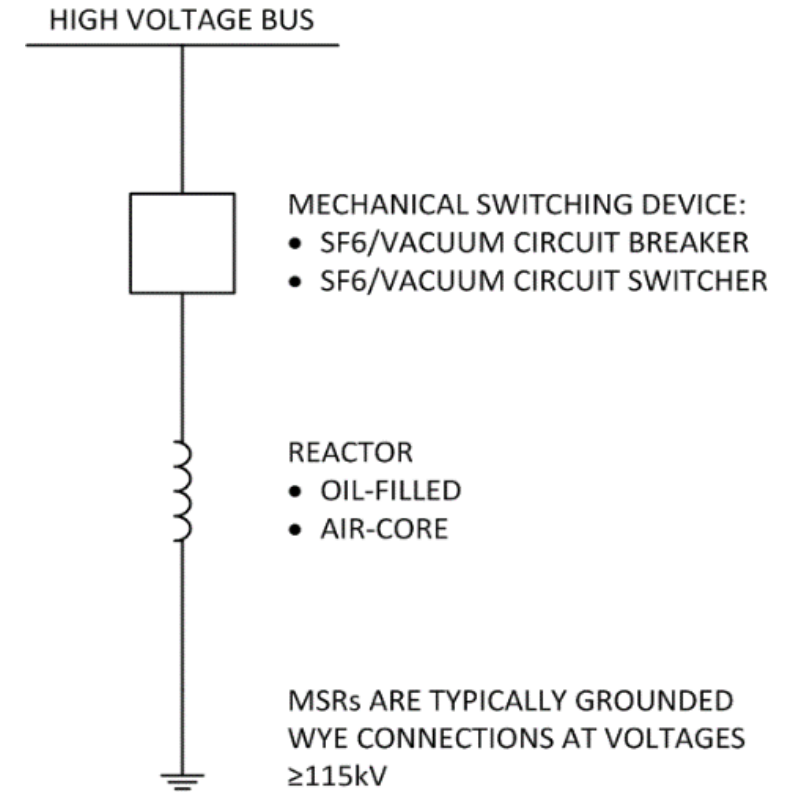 HIGH VOLTAGE BUS
MECHANICAL SWITCHING DEVICE:
• SF6/VACUUM CIRCUIT BREAKER
• SF6/VACUUM CIRCUIT SWITCHER
REACTOR
• OIL-FILLED
• AIR-CORE
MSRs ARE TYPICALLY GROUNDED
WYE CONNECTIONS AT VOLTAGES
≥115kV